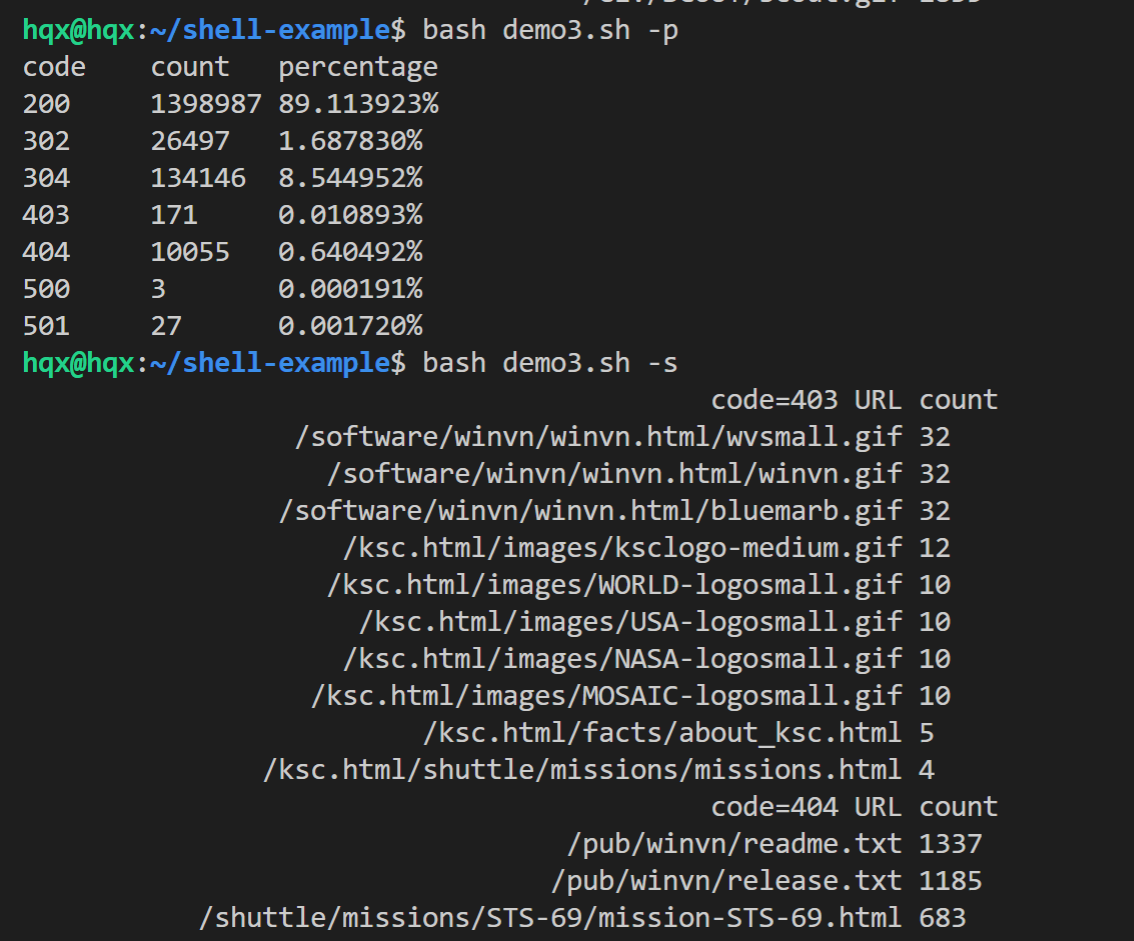 hqx@hqx:~/shell-example$ bash demo3.sh -p
code    count   percentage
200     1398987 89.113923%
302     26497   1.687830%
304     134146  8.544952%
403     171     0.010893%
404     10055   0.640492%
500     3       0.000191%
501     27      0.001720%
hqx@hqx:~/shell-example$ bash demo3.sh -s
code=403 URL count
/software/winvn/winvn.html/wvsmall.gif 32
/software/winvn/winvn.html/winvn.gif 32
/software/winvn/winvn.html/bluemarb.gif 32
/ksc.html/images/ksclogo-medium.gif 12
/ksc.html/images/WORLD-logosmall.gif 10
/ksc.html/images/USA-logosmall.gif 10
/ksc.html/images/NASA-logosmall.gif 10
/ksc.html/images/MOSAIC-logosmall.gif 10
/ksc.html/facts/about_ksc.html 5
/ksc.html/shuttle/missions/missions.html 4
code=404 URL count
/pub/winvn/readme.txt 1337
/pub/winvn/release.txt 1185
/shuttle/missions/STS-69/mission-STS-69.html 683